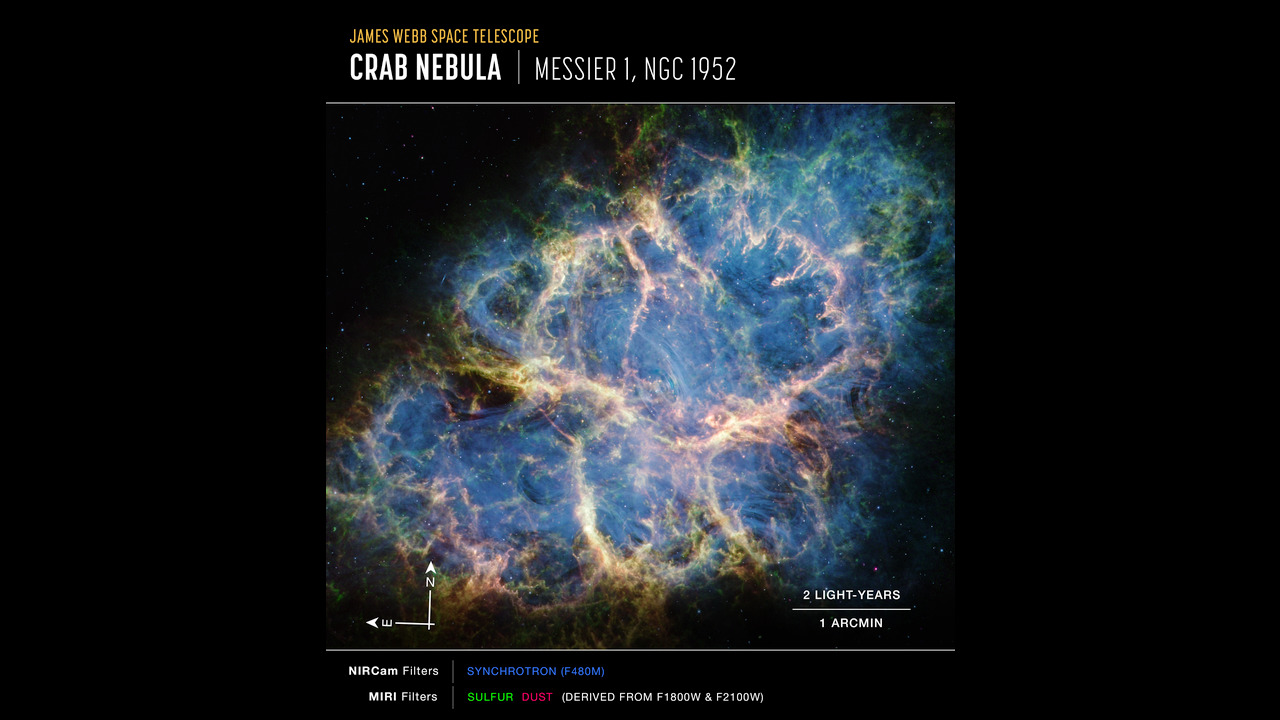 JAMES WEBB SPACE TELESCOPE
CRAB NEBULA | MESSIER 1, NGC 1952
N
E
2 LIGHT-YEARS
1 ARCMIN
NIRCam Filters | SYNCHROTRON (F480M)
MIRI Filters | SULFUR DUST (DERIVED FROM F1800W & F2100W)